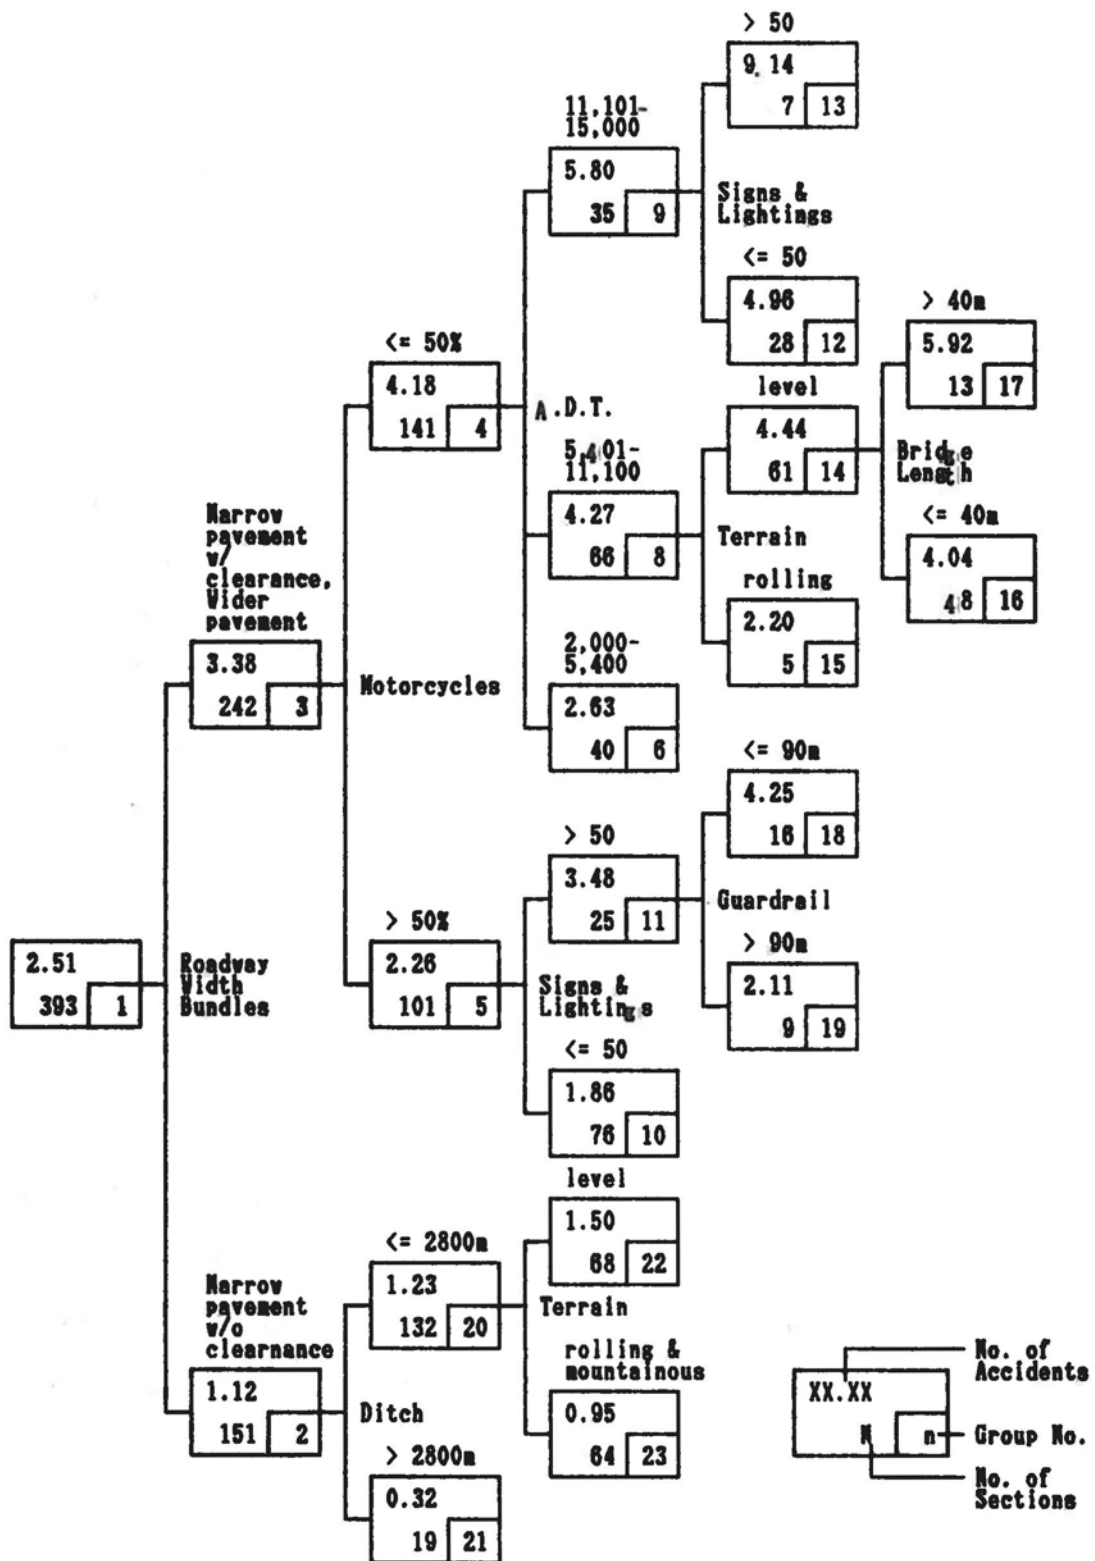 > 50
9.14
7 13
11,101-
15,000
5.80
35 9
Signs &
Lightings
<= 50
4.96
28 12
> 40m
5.92
13 17
<= 50%
4.18
141 4
level
4.44
61 14
A.D.T.
5,401-
11,100
Bridge
Length
4.27
66 8
Terrain
<= 40m
4.04
48 16
rolling
2.20
5 15
Narrow
pavement
w/
clearance,
Wider
pavement
3.38
242 3
Motorcycles
2,000-
5,400
2.63
40 6
<= 90m
4.25
16 18
> 50
3.48
25 11
Guardrail
> 90m
2.11
9 19
> 50%
2.26
101 5
Signs &
Lightings
2.51
393 1
Roadway
Width
Bundles
<= 50
1.86
76 10
level
1.50
68 22
<= 2800m
1.23
132 20
Terrain
rolling &
mountainous
0.95
64 23
Narrow
pavement
w/o
clearnance
1.12
151 2
Ditch
> 2800m
0.32
19 21
No. of
Accidents
XX.XX
N n
Group No.
No. of
Sections